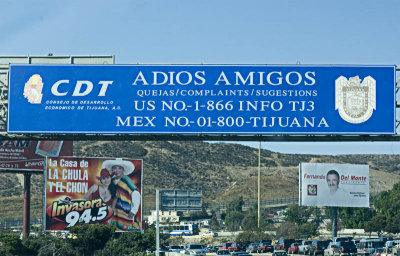 CDT
CONSEJO DE DESARROLLO
ECONOMICO DE TIJUANA, A.C.
ADIOS AMIGOS
QUEJAS/COMPLAINTS/SUGESTIONS
US NO.-1-866 INFO TJ3
MEX NO.-01-800-TIJUANA
La casa de
LA CHULA
Y EL CHON
Invasora
94.5
Fernando Del Monte